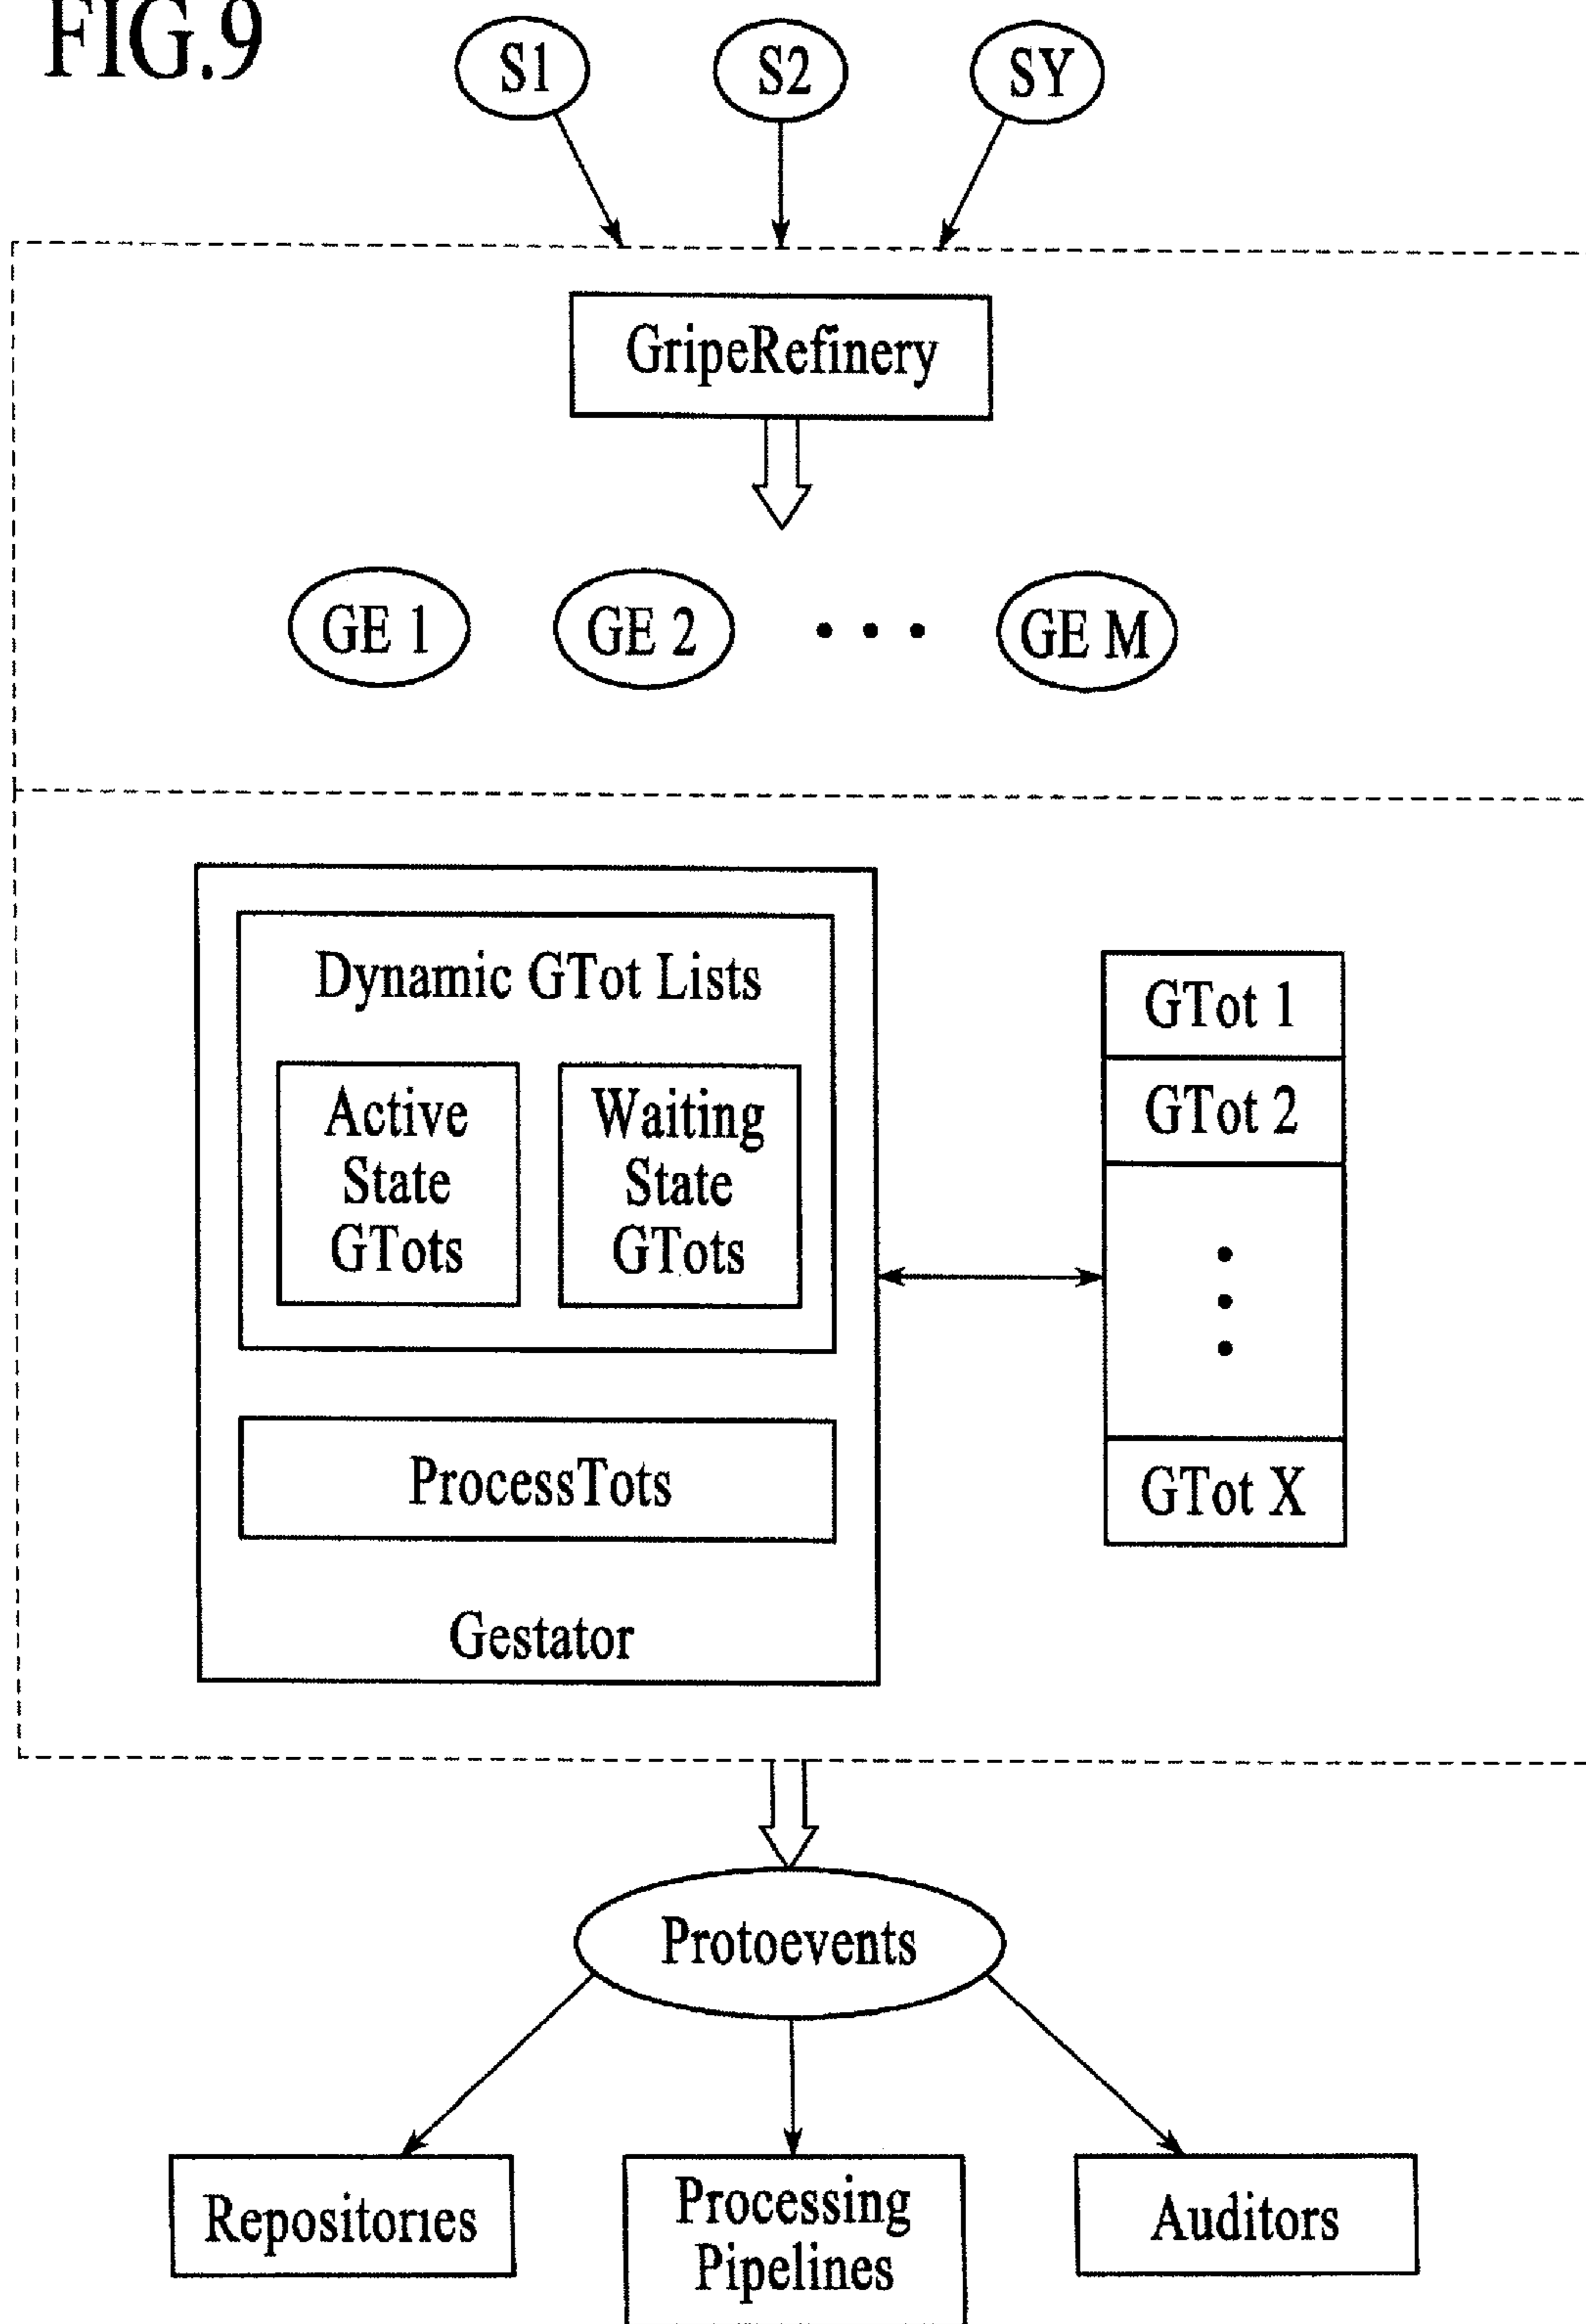 FIG.9
S1
S2
SY
GripeRefinery
GE 1
GE 2
GE M
Dynamic GTot Lists
Active
State
GTots
Waiting
State
GTots
ProcessTots
Gestator
GTot 1
GTot 2
GTot X
Protoevents
Repositories
Processing
Pipelines
Auditors